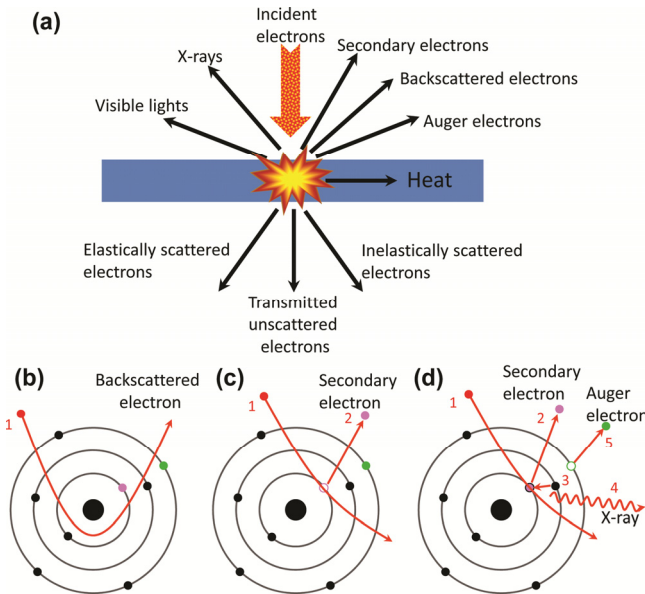 (a)
Incident
electrons
Secondary electrons
X-rays
Backscattered electrons
Visible lights
Auger electrons
Heat
Elastically scattered
electrons
Inelastically scattered
electrons
Transmitted
unscattered
electrons
(b)
Backscattered
electron
1
(c)
Secondary
electron
1
2
(d)
Secondary
electron
Auger
electron
1
2
5
3
4
X-ray